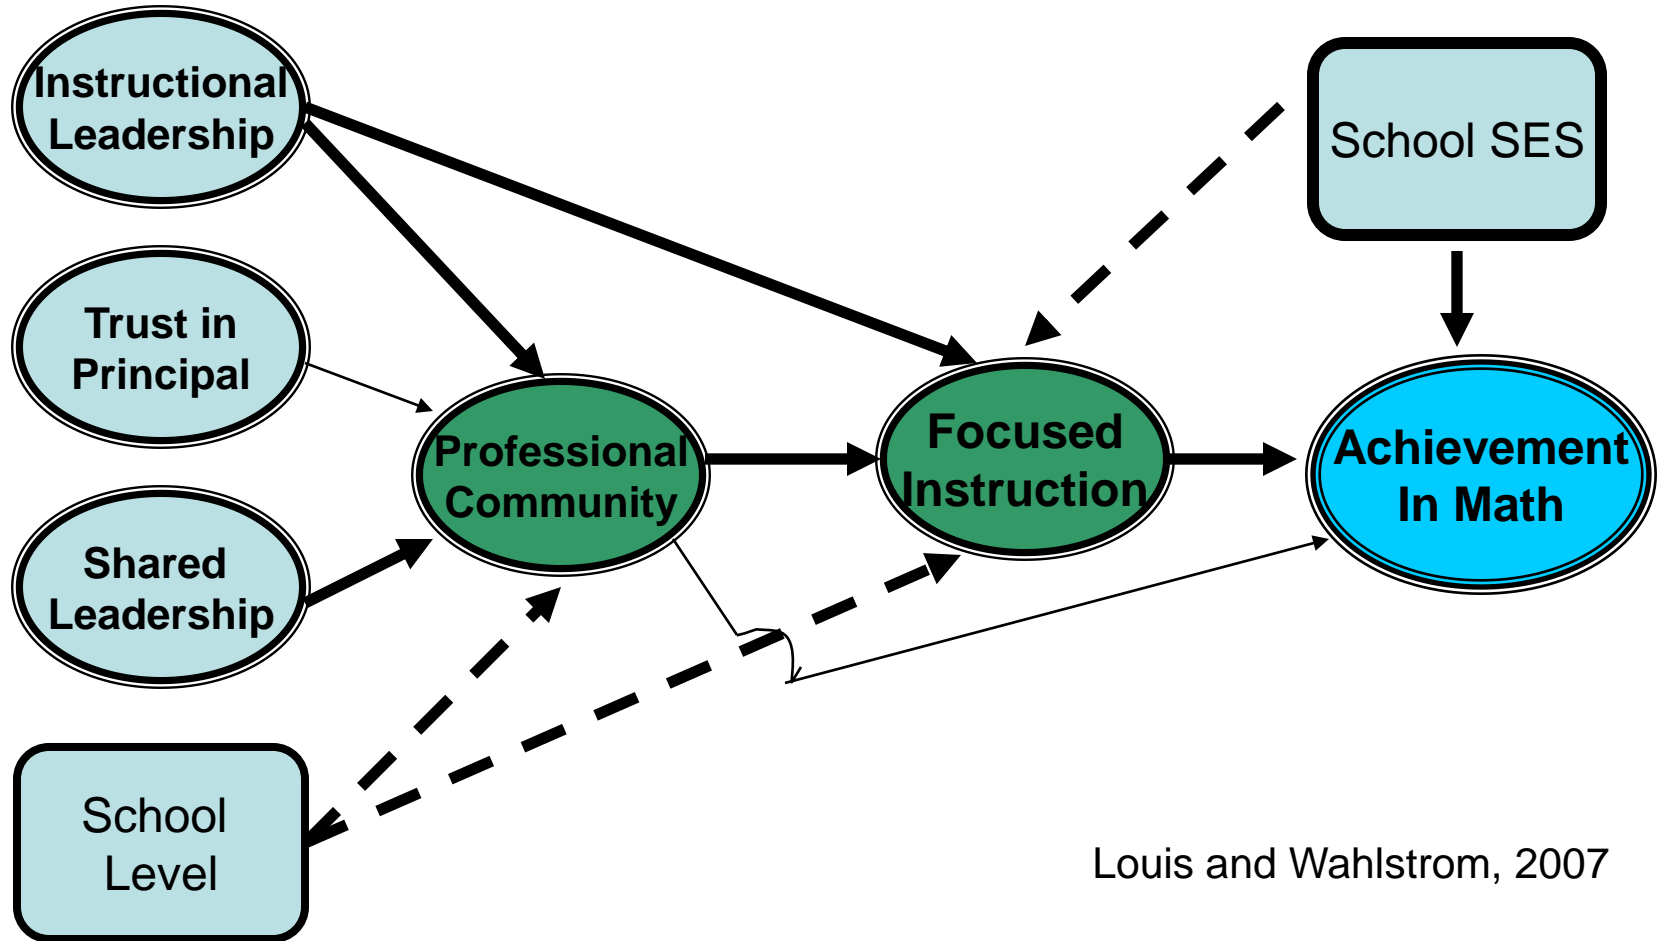 Instructional
Leadership
School SES
Trust in
Principal
Professional
Community
Focused
Instruction
Achievement
In Math
Shared
Leadership
School
Level
Louis and Wahlstrom, 2007